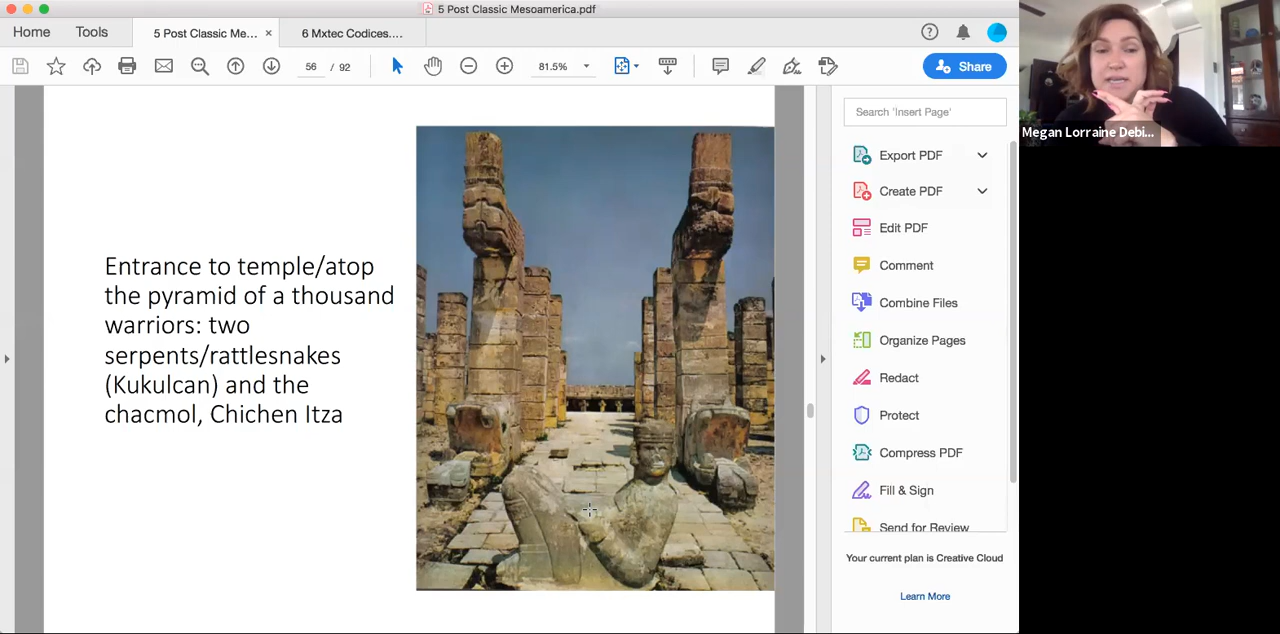 5 Post Classic Mesoamerica.pdf
Home
Tools
5 Post Classic Me... ×
6 Mxtec Codices....
56 / 92
81.5%
Share
Entrance to temple/atop
the pyramid of a thousand
warriors: two
serpents/rattlesnakes
(Kukulcan) and the
chacmol, Chichen Itza
Search 'Insert Page'
Export PDF
Create PDF
Edit PDF
Comment
Combine Files
Organize Pages
Redact
Protect
Compress PDF
Fill & Sign
Send for Review
Your current plan is Creative Cloud
Learn More
Megan Lorraine Debi...